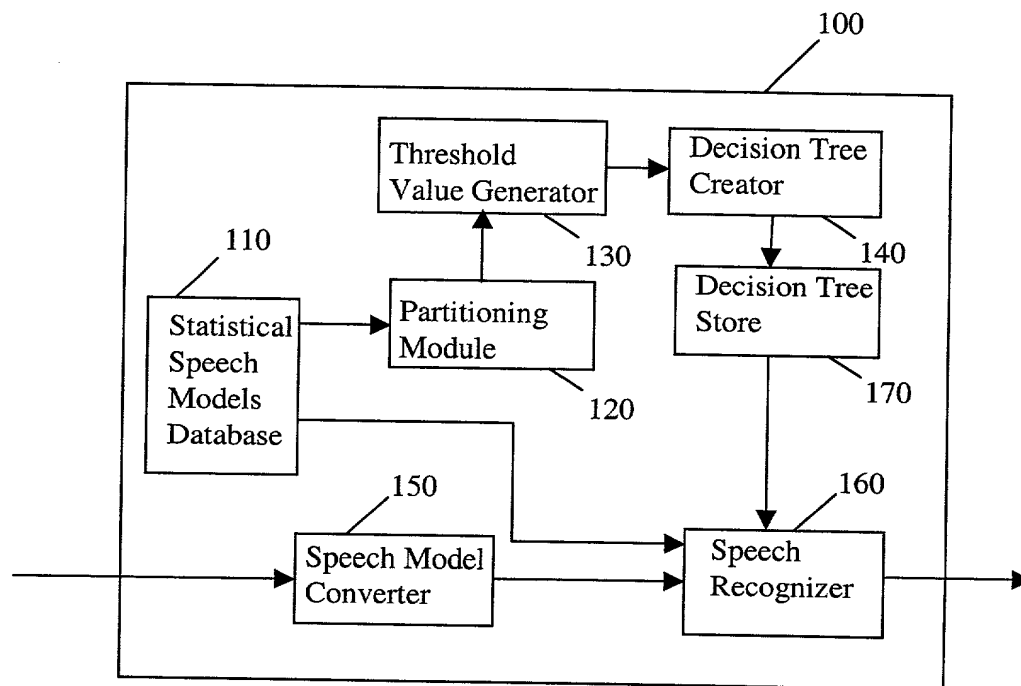 100
Threshold
Value Generator
130
Decision Tree
Creator
140
110
Statistical
Speech
Models
Database
Partitioning
Module
120
Decision Tree
Store
170
150
Speech Model
Converter
160
Speech
Recognizer